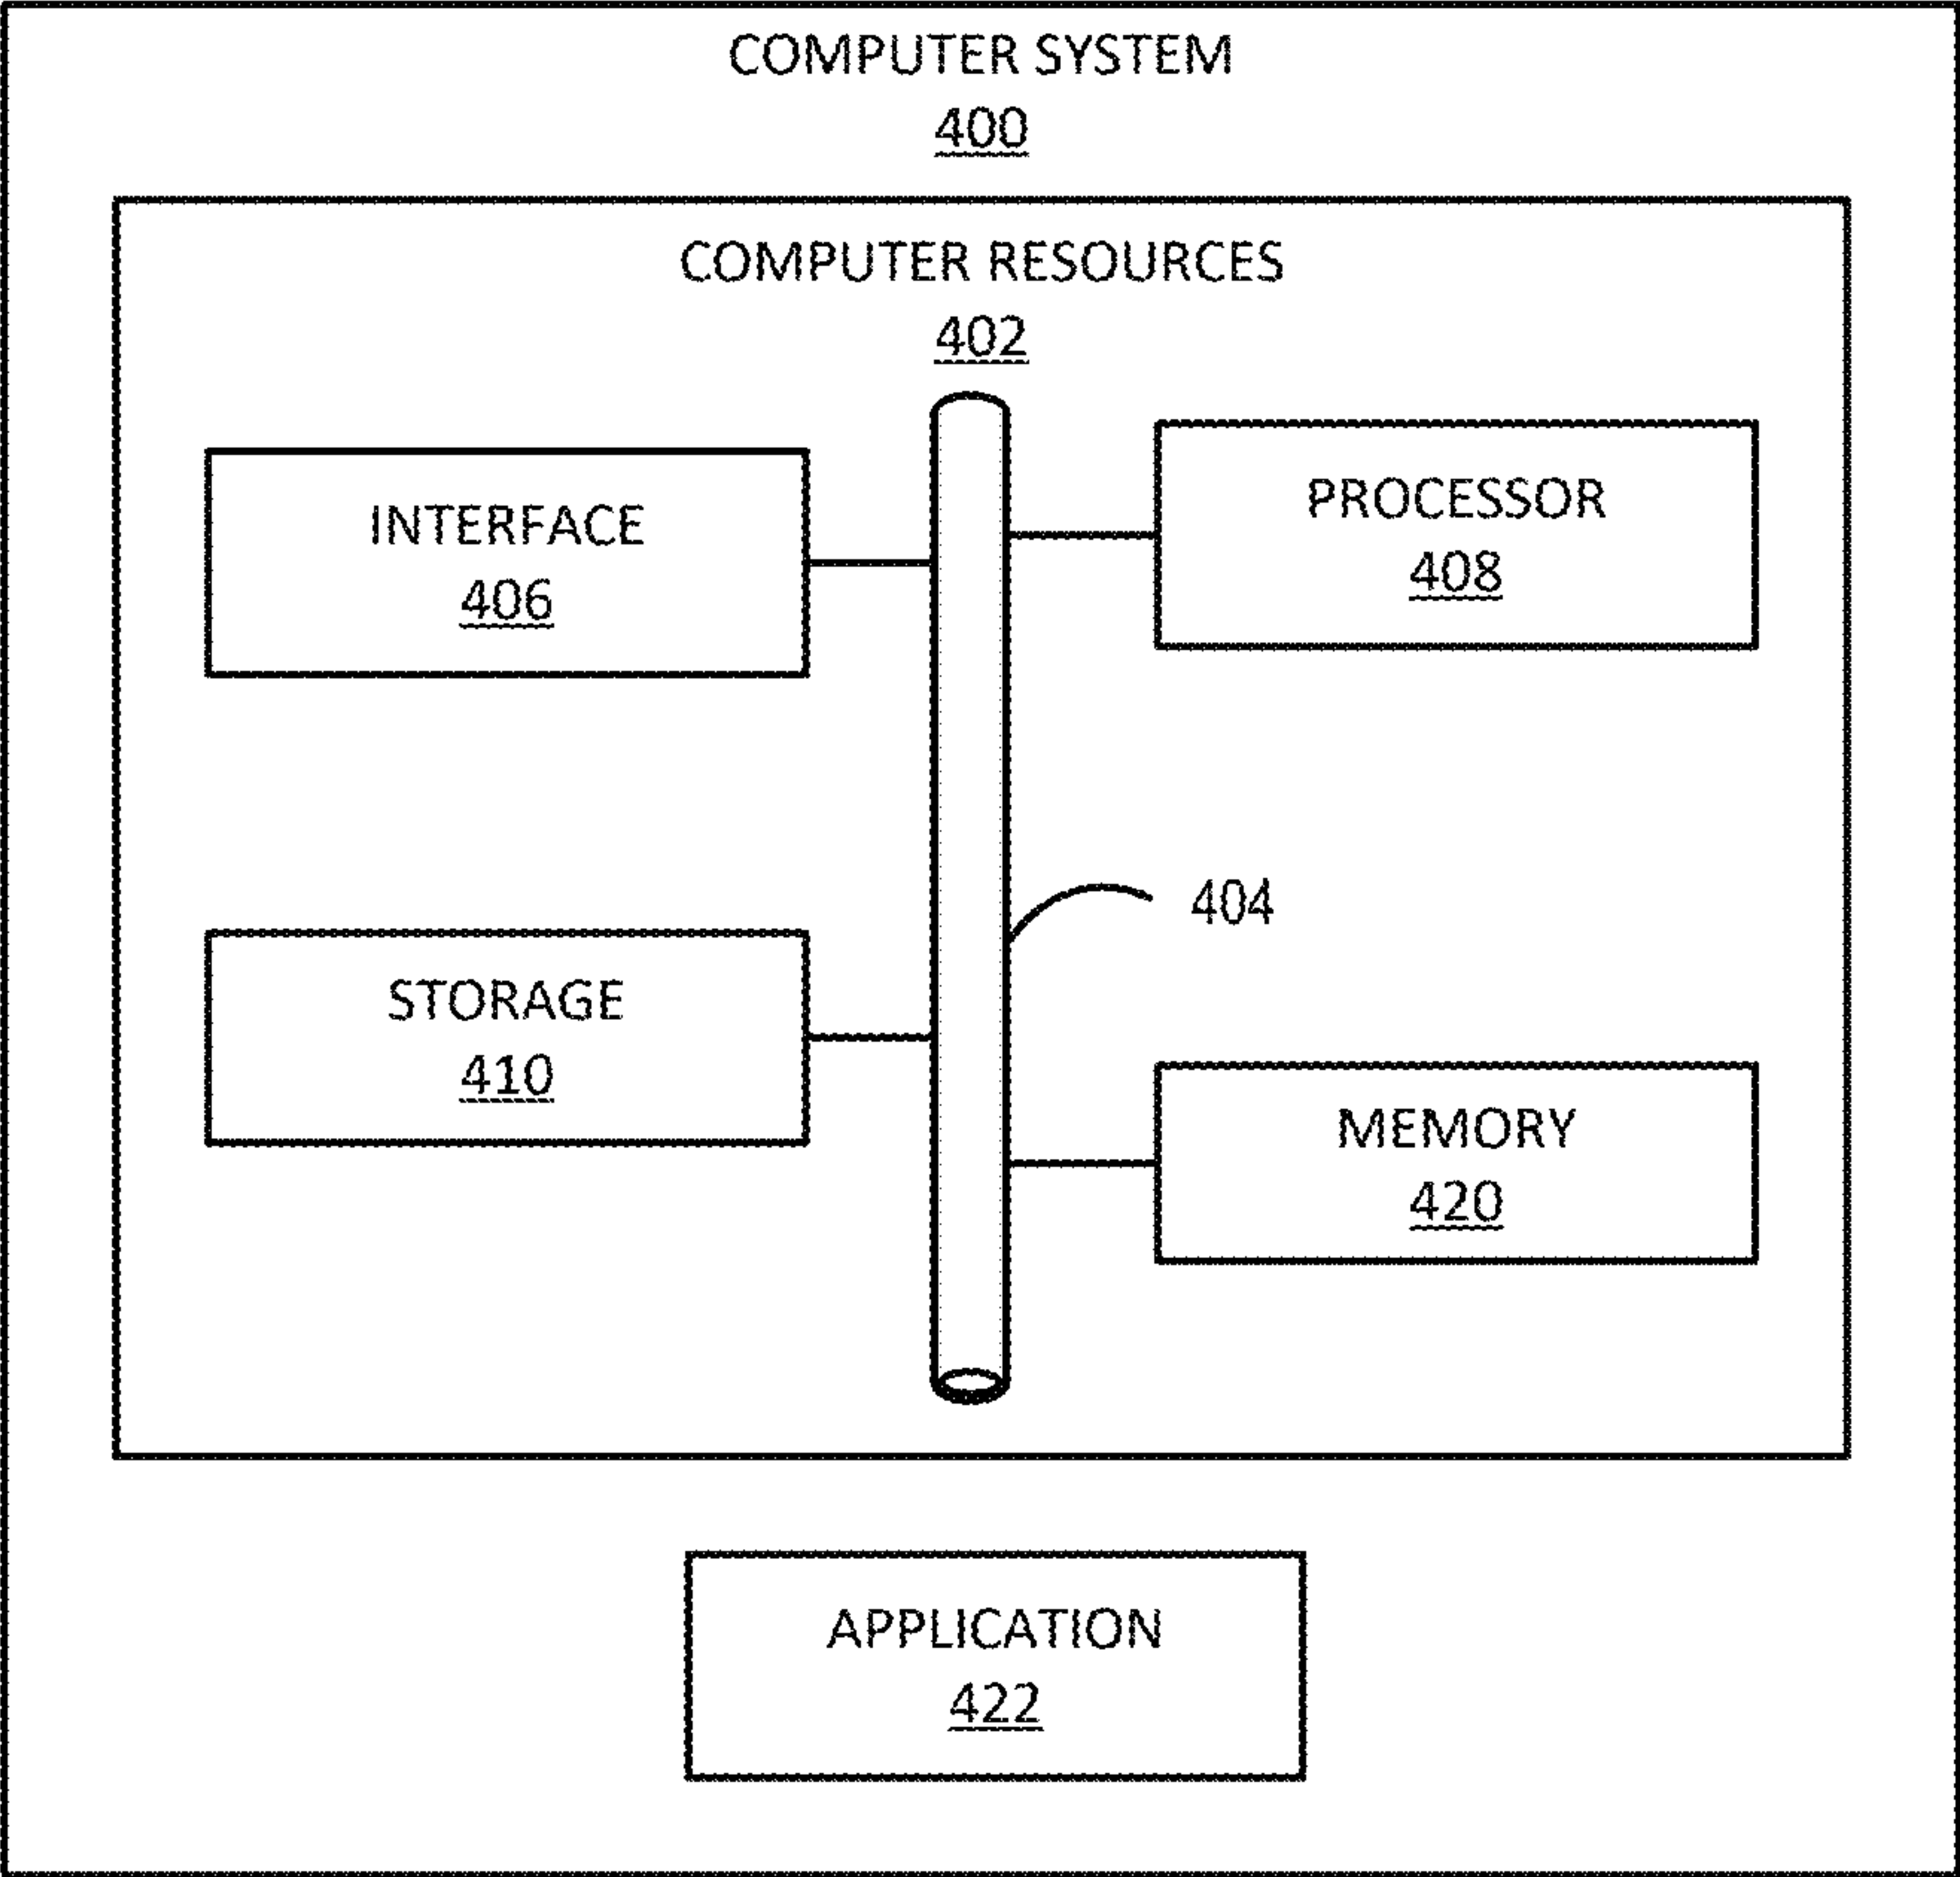 COMPUTER SYSTEM
400
COMPUTER RESOURCES
402
INTERFACE
406
PROCESSOR
408
404
STORAGE
410
MEMORY
420
APPLICATION
422